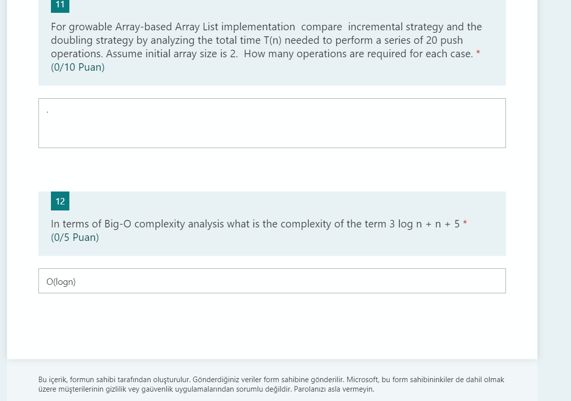 11
For growable Array-based Array List implementation compare incremental strategy and the
doubling strategy by analyzing the total time T(n) needed to perform a series of 20 push
operations. Assume initial array size is 2. How many operations are required for each case. *
(0/10 Puan)
.
12
In terms of Big-O complexity analysis what is the complexity of the term 3 log n + n + 5 *
(0/5 Puan)
O(logn)
Bu içerik, formun sahibi tarafından oluşturulur. Gönderdiğiniz veriler form sahibine gönderilir. Microsoft, bu form sahibininkiler de dahil olmak
üzere müşterilerinin gizlilik vey gaüvenlik uygulamalarından sorumlu değildir. Parolanızı asla vermeyin.